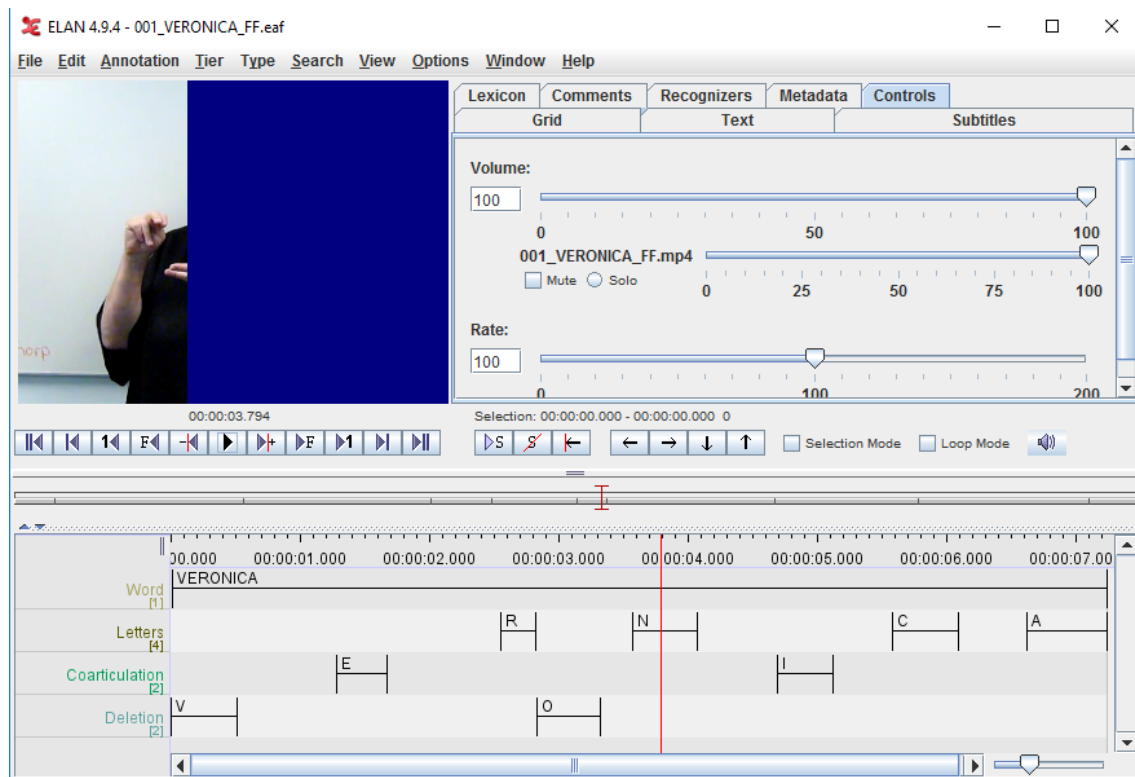 ELAN 4.9.4 - 001_VERONICA_FF.eaf
File Edit Annotation Tier Type Search View Options Window Help
Lexicon Comments Recognizers Metadata Controls
Grid Text Subtitles
Volume:
100
0 50 100
001_VERONICA_FF.mp4
Mute Solo
0 25 50 75 100
Rate:
100
0 100 200
norp
00:00:03.794
Selection: 00:00:00.000 - 00:00:00.000 0
1 F - + F 1 S S Selection Mode Loop Mode
00.000 00:00:01.000 00:00:02.000 00:00:03.000 00:00:04.000 00:00:05.000 00:00:06.000 00:00:07.00
VERONICA
Word
[1]
R N C A
Letters
[4]
E I
Coarticulation
[2]
V O
Deletion
[2]